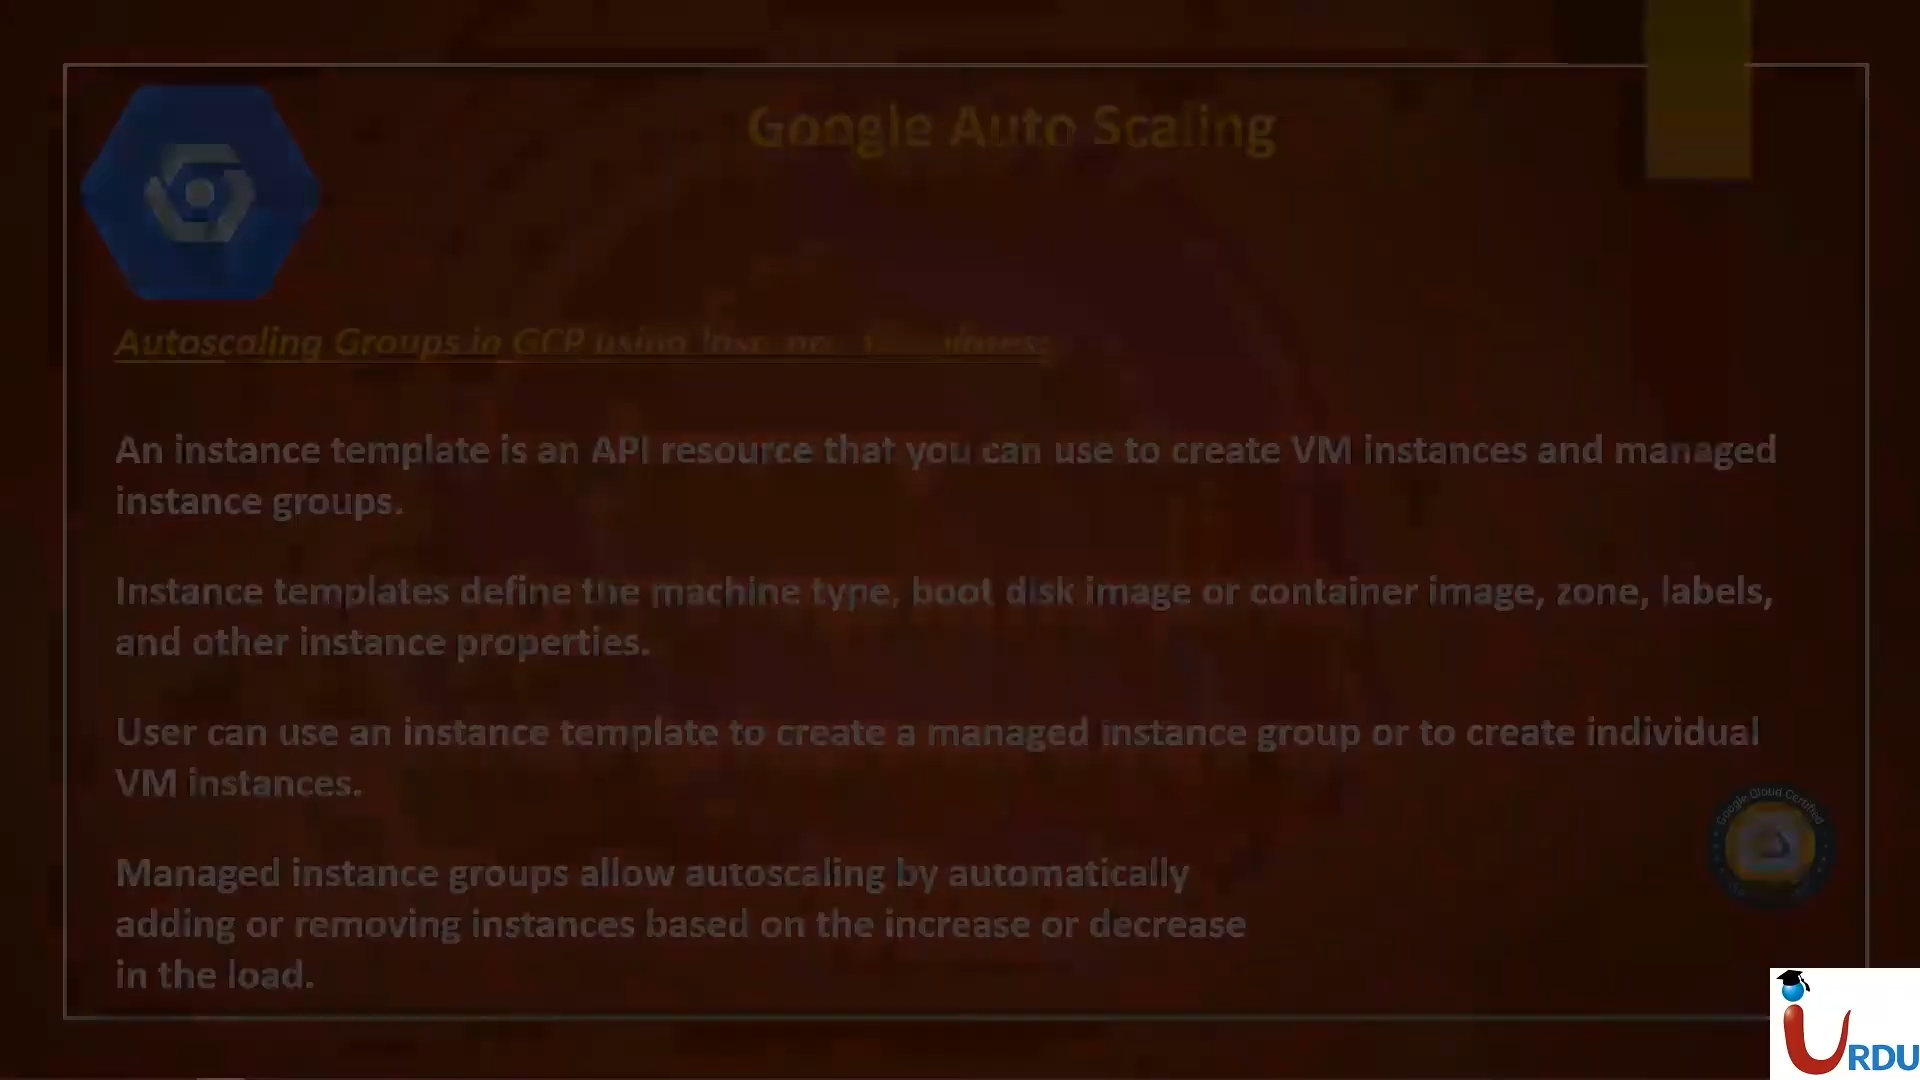 Google Auto Scaling
Autoscaling Groups in GCP using
An instance template is an API resource that you can use to create VM instances and managed
instance groups.
Instance templates define the machine type, boot disk image or container image, zone, labels,
and other instance properties.
User can use an instance template to create a managed instance group or to create individual
VM instances.
Google Cloud Certified
Managed instance groups allow autoscaling by automatically
adding or removing instances based on the increase or decrease
in the load.
iURDU